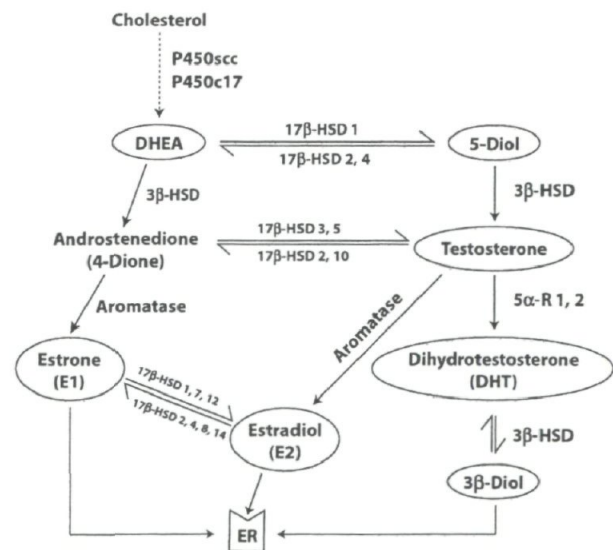 Cholesterol
P450scc
P450c17
DHEA
17β-HSD 1
17β-HSD 2, 4
5-Diol
3β-HSD
3β-HSD
Androstenedione
(4-Dione)
17β-HSD 3, 5
17β-HSD 2, 10
Testosterone
Aromatase
Aromatase
5α-R 1, 2
Estrone
(E1)
17β-HSD 1, 7, 12
17β-HSD 2, 4, 8, 14
Dihydrotestosterone
(DHT)
Estradiol
(E2)
3β-HSD
3β-Diol
ER